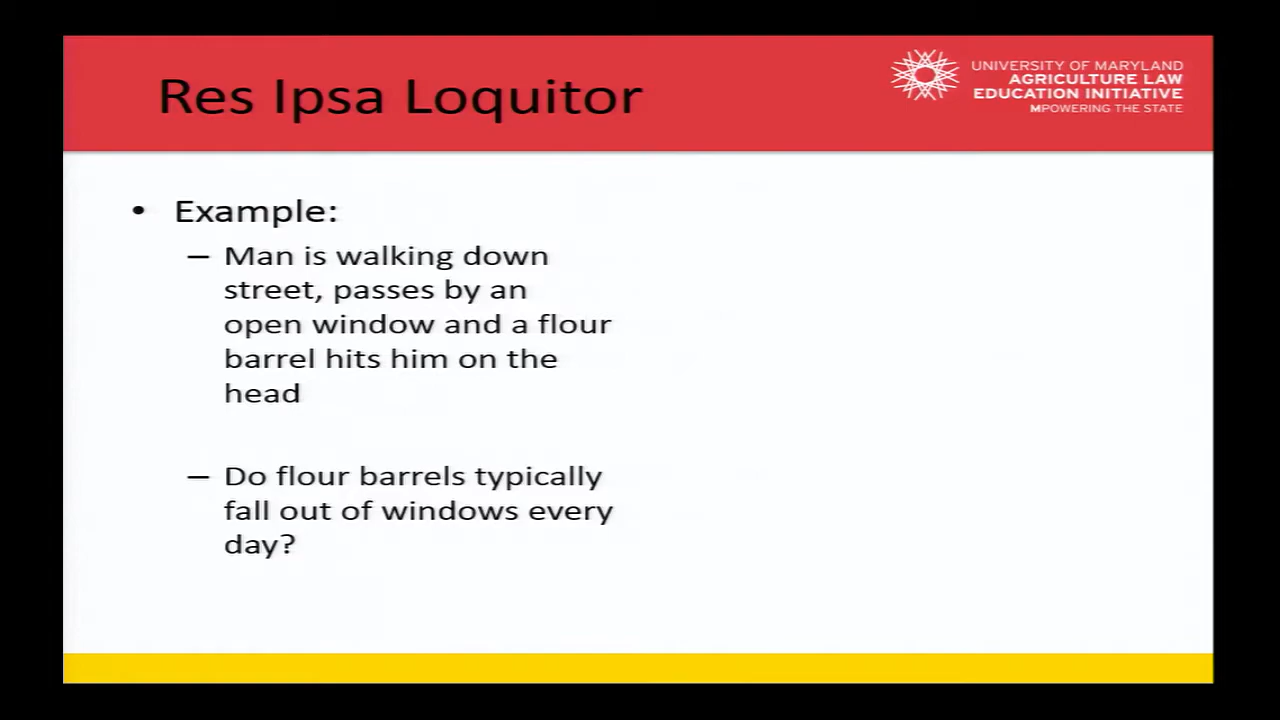 Res Ipsa Loquitor
UNIVERSITY OF MARYLAND
AGRICULTURE LAW
EDUCATION INITIATIVE
MPOWERING THE STATE
• Example:
– Man is walking down
street, passes by an
open window and a flour
barrel hits him on the
head
– Do flour barrels typically
fall out of windows every
day?